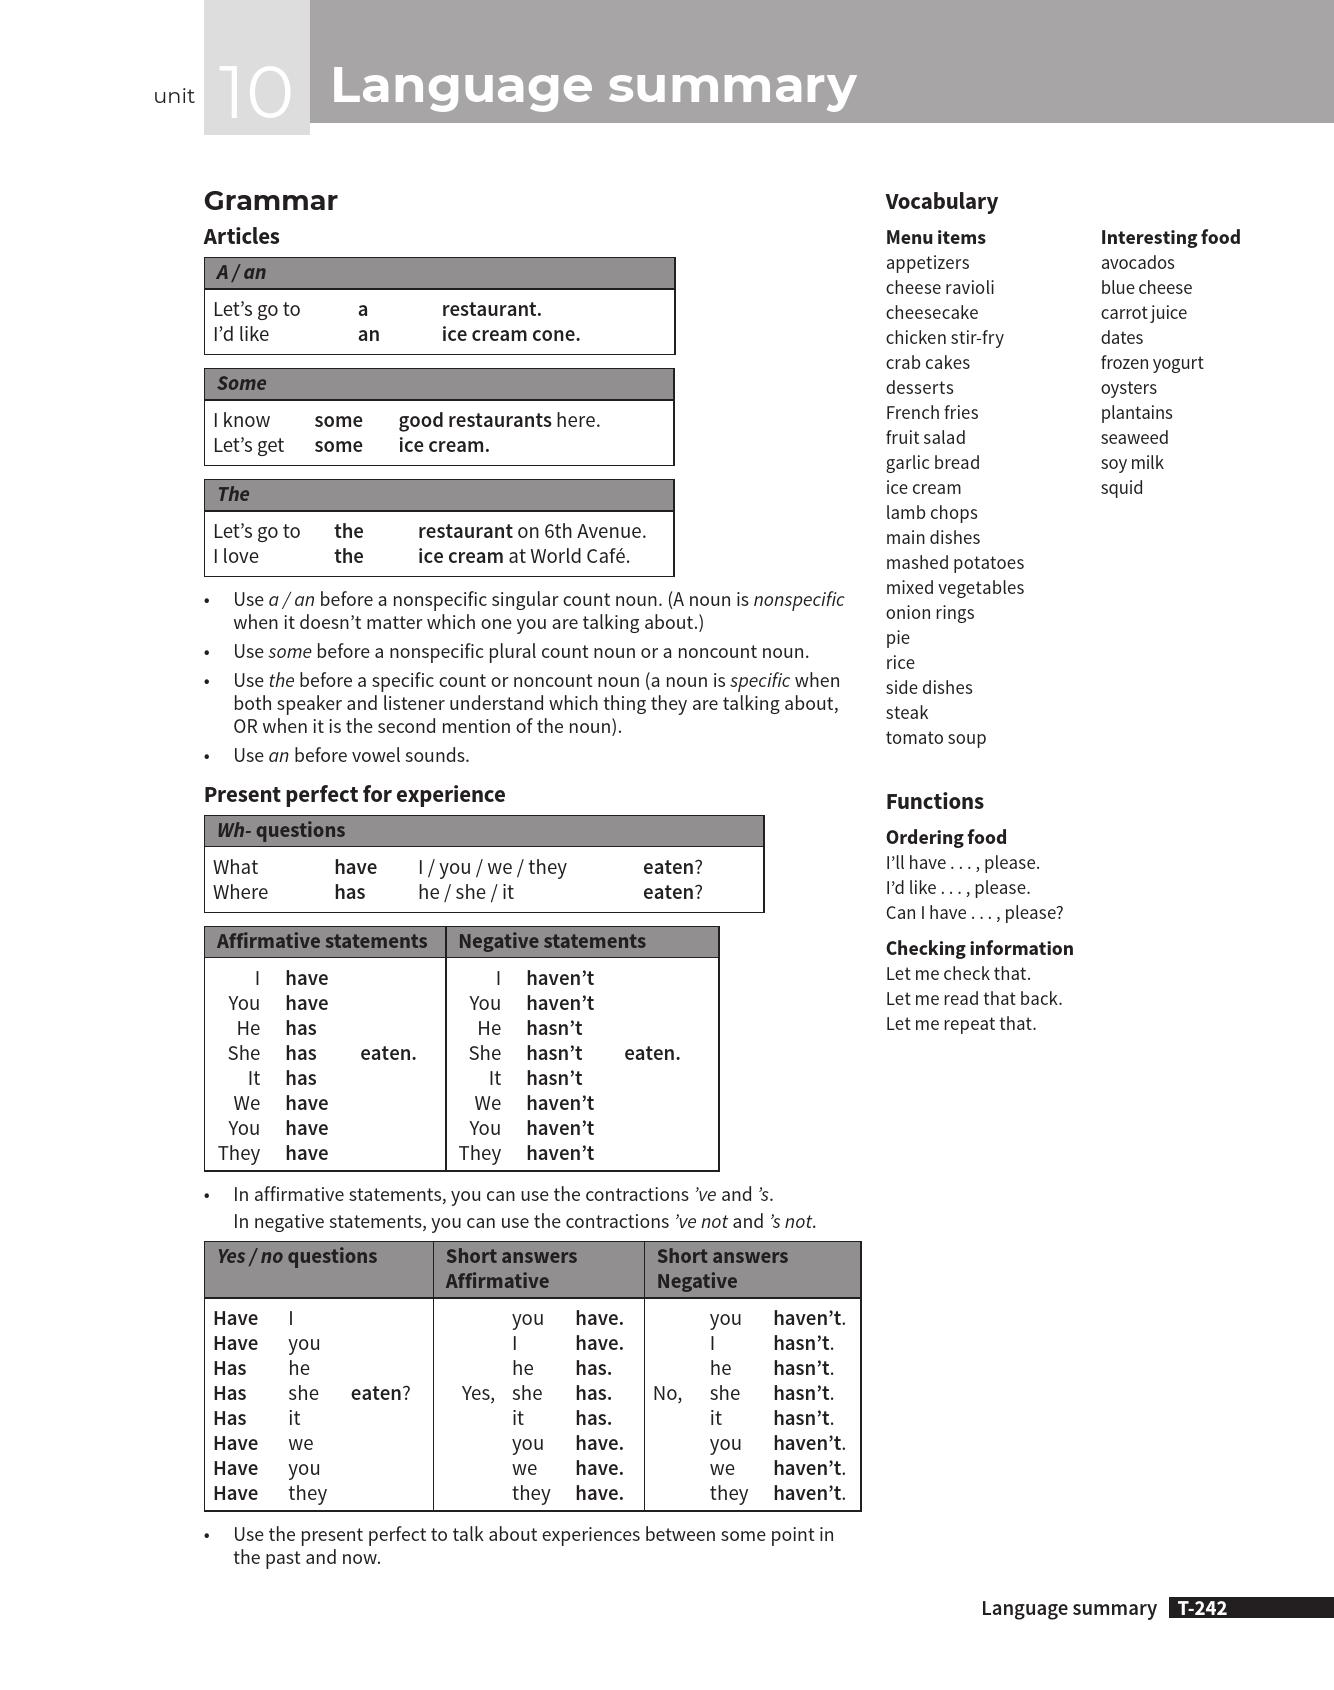 unit 10 Language summary
Grammar
Articles
A / an
Let’s go to a restaurant.
I’d like an ice cream cone.
Some
I know some good restaurants here.
Let’s get some ice cream.
The
Let’s go to the restaurant on 6th Avenue.
I love the ice cream at World Café.
• Use a / an before a nonspecific singular count noun. (A noun is nonspecific
when it doesn’t matter which one you are talking about.)
• Use some before a nonspecific plural count noun or a noncount noun.
• Use the before a specific count or noncount noun (a noun is specific when
both speaker and listener understand which thing they are talking about,
OR when it is the second mention of the noun).
• Use an before vowel sounds.
Present perfect for experience
Wh- questions
What have I / you / we / they eaten?
Where has he / she / it eaten?
Affirmative statements Negative statements
I have I haven’t
You have You haven’t
He has He hasn’t
She has eaten. She hasn’t eaten.
It has It hasn’t
We have We haven’t
You have You haven’t
They have They haven’t
• In affirmative statements, you can use the contractions ’ve and ’s.
In negative statements, you can use the contractions ’ve not and ’s not.
Yes / no questions Short answers Short answers
Affirmative Negative
Have I you have. you haven’t.
Have you I have. I hasn’t.
Has he he has. he hasn’t.
Has she eaten? Yes, she has. No, she hasn’t.
Has it it has. it hasn’t.
Have we you have. you haven’t.
Have you we have. we haven’t.
Have they they have. they haven’t.
• Use the present perfect to talk about experiences between some point in
the past and now.
Vocabulary
Menu items
appetizers
cheese ravioli
cheesecake
chicken stir-fry
crab cakes
desserts
French fries
fruit salad
garlic bread
ice cream
lamb chops
main dishes
mashed potatoes
mixed vegetables
onion rings
pie
rice
side dishes
steak
tomato soup
Interesting food
avocados
blue cheese
carrot juice
dates
frozen yogurt
oysters
plantains
seaweed
soy milk
squid
Functions
Ordering food
I’ll have . . . , please.
I’d like . . . , please.
Can I have . . . , please?
Checking information
Let me check that.
Let me read that back.
Let me repeat that.
Language summary T-242